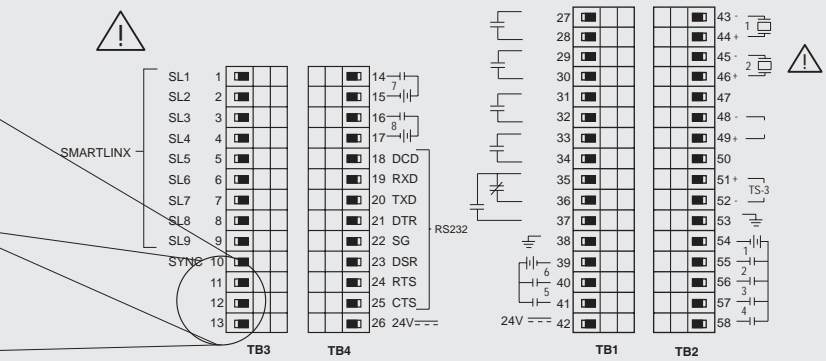 SMARTLINX
SL1 1
SL2 2
SL3 3
SL4 4
SL5 5
SL6 6
SL7 7
SL8 8
SL9 9
SYNC 10
11
12
13
TB3
14
7
15
16
8
17
18 DCD
19 RXD
20 TXD
21 DTR
22 SG
23 DSR
24 RTS
25 CTS
26 24V
RS232
TB4
27
28
29
30
31
32
33
34
35
36
37
38
39
6
40
5
41
24V 42
TB1
43 -
1
44 +
45 -
2
46 +
47
48 -
49 +
50
51 +
TS-3
52 -
53
54
1
55
2
56
3
57
4
58
TB2